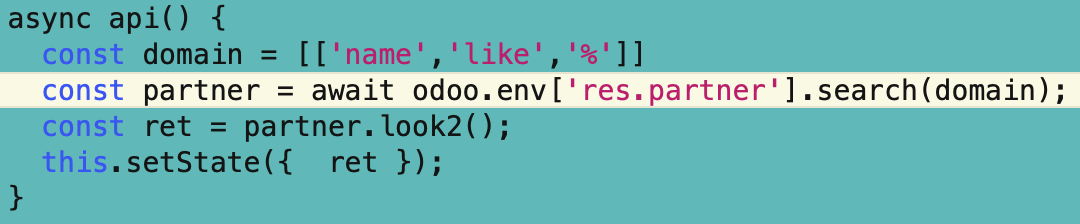 async api() {
  const domain = [['name','like','%']]
  const partner = await odoo.env['res.partner'].search(domain);
  const ret = partner.look2();
  this.setState({  ret });
}